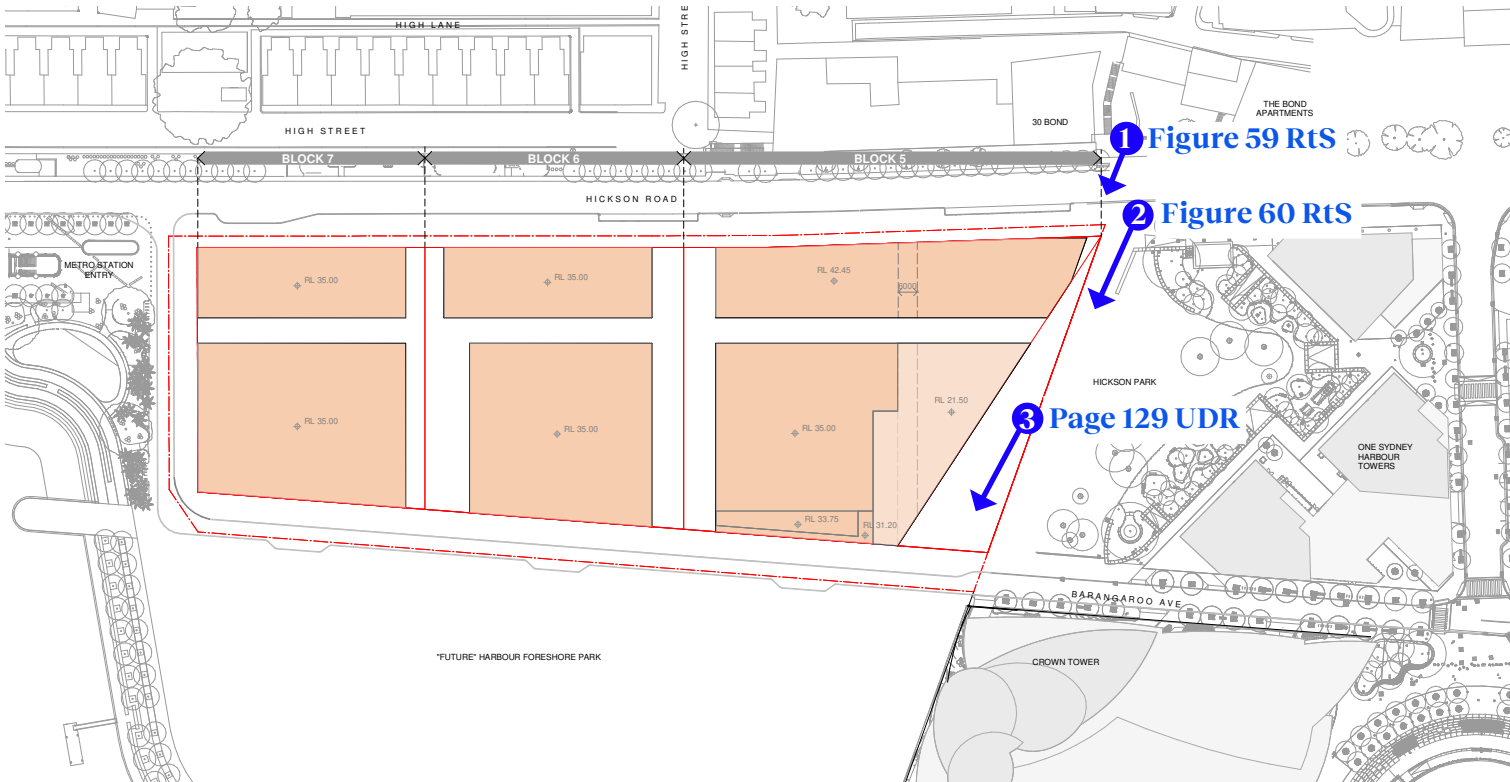 HIGH LANE
HIGH STRE
HIGH STREET
30 BOND
THE BOND
APARTMENTS
1 Figure 59 RtS
BLOCK 7
BLOCK 6
BLOCK 5
HICKSON ROAD
2 Figure 60 RtS
METRO STATION
ENTRY
RL 35.00
RL 35.00
RL 42.45
6000
HICKSON PARK
RL 21.50
3 Page 129 UDR
RL 35.00
RL 35.00
RL 35.00
ONE SYDNEY
HARBOUR
TOWERS
RL 33.75
RL 31.20
BARANGAROO AVE
"FUTURE" HARBOUR FORESHORE PARK
CROWN TOWER